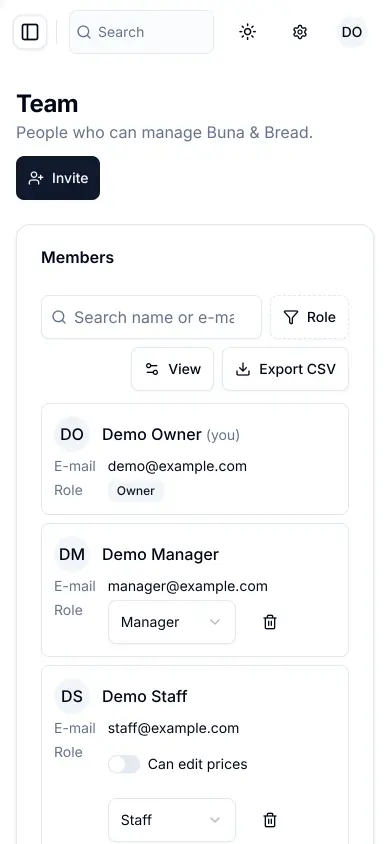 Search
DO
Team
People who can manage Buna & Bread.
Invite
Members
Search name or e-ma
Role
View
Export CSV
DO
Demo Owner (you)
E-mail demo@example.com
Role Owner
DM
Demo Manager
E-mail manager@example.com
Role
Manager
DS
Demo Staff
E-mail staff@example.com
Role
Can edit prices
Staff